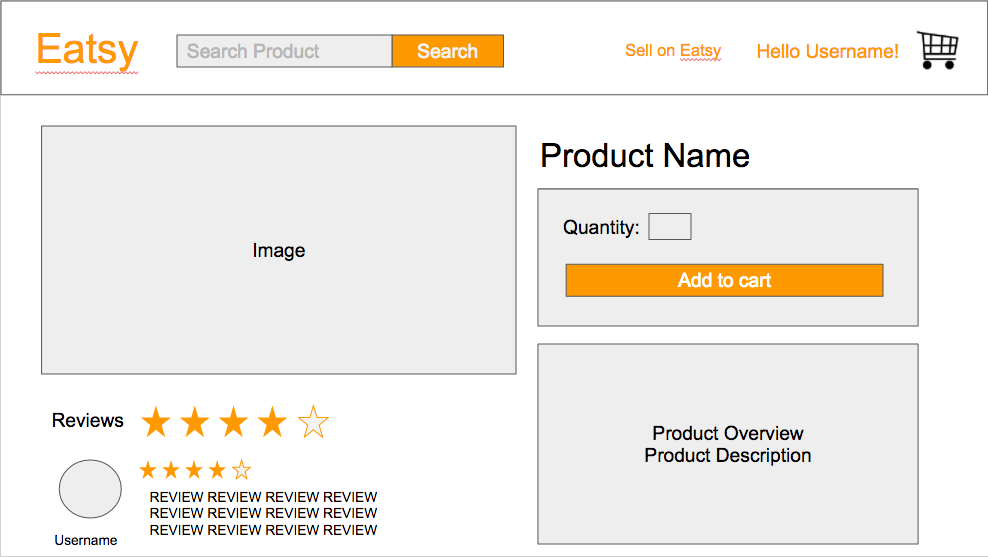 Eatsy
Search Product
Search
Sell on Eatsy
Hello Username!
Image
Product Name
Quantity:
Add to cart
Product Overview
Product Description
Reviews
REVIEW REVIEW REVIEW REVIEW
REVIEW REVIEW REVIEW REVIEW
REVIEW REVIEW REVIEW REVIEW
Username